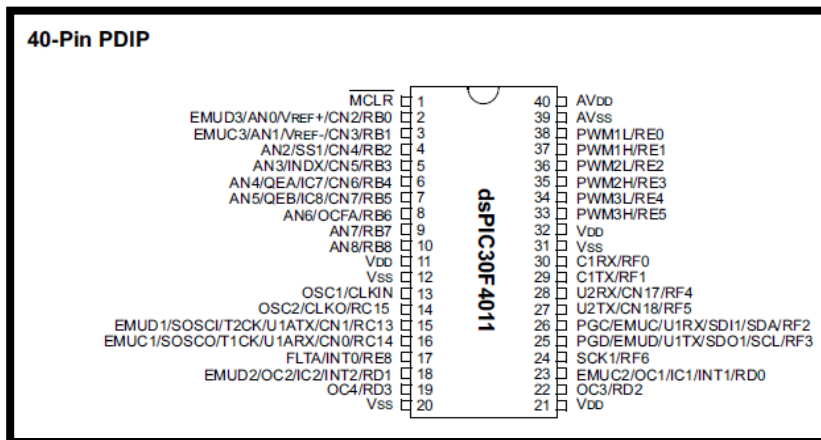 40-Pin PDIP
MCLR 1 40 AVDD
EMUD3/AN0/VREF+/CN2/RB0 2 39 AVSS
EMUC3/AN1/VREF-/CN3/RB1 3 38 PWM1L/RE0
AN2/SS1/CN4/RB2 4 37 PWM1H/RE1
AN3/INDX/CN5/RB3 5 36 PWM2L/RE2
AN4/QEA/IC7/CN6/RB4 6 35 PWM2H/RE3
AN5/QEB/IC8/CN7/RB5 7 34 PWM3L/RE4
AN6/OCFA/RB6 8 33 PWM3H/RE5
AN7/RB7 9 32 VDD
AN8/RB8 10 31 VSS
VDD 11 30 C1RX/RF0
VSS 12 29 C1TX/RF1
OSC1/CLKIN 13 28 U2RX/CN17/RF4
OSC2/CLKO/RC15 14 27 U2TX/CN18/RF5
EMUD1/SOSCI/T2CK/U1ATX/CN1/RC13 15 26 PGC/EMUC/U1RX/SDI1/SDA/RF2
EMUC1/SOSCO/T1CK/U1ARX/CN0/RC14 16 25 PGD/EMUD/U1TX/SDO1/SCL/RF3
FLTA/INT0/RE8 17 24 SCK1/RF6
EMUD2/OC2/IC2/INT2/RD1 18 23 EMUC2/OC1/IC1/INT1/RD0
OC4/RD3 19 22 OC3/RD2
VSS 20 21 VDD
dsPIC30F4011